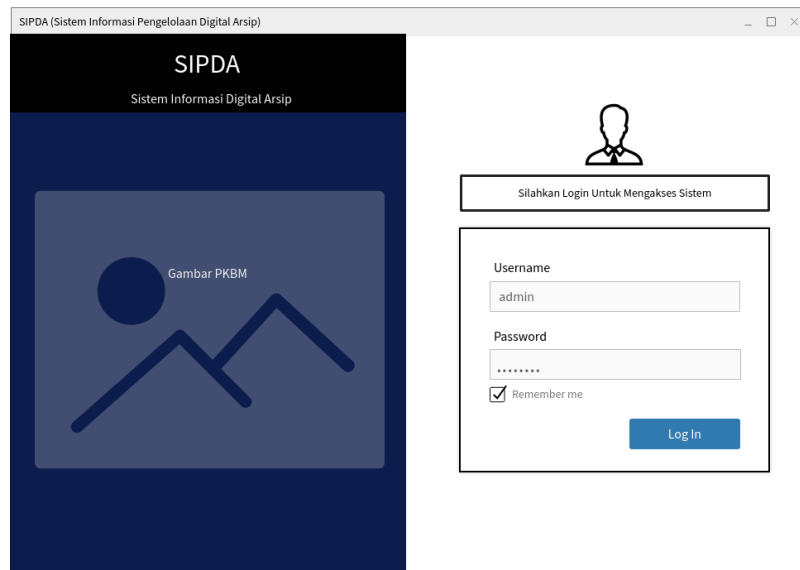 SIPDA (Sistem Informasi Pengelolaan Digital Arsip)
SIPDA
Sistem Informasi Digital Arsip
Gambar PKBM
Silahkan Login Untuk Mengakses Sistem
Username
admin
Password
........
Remember me
Log In